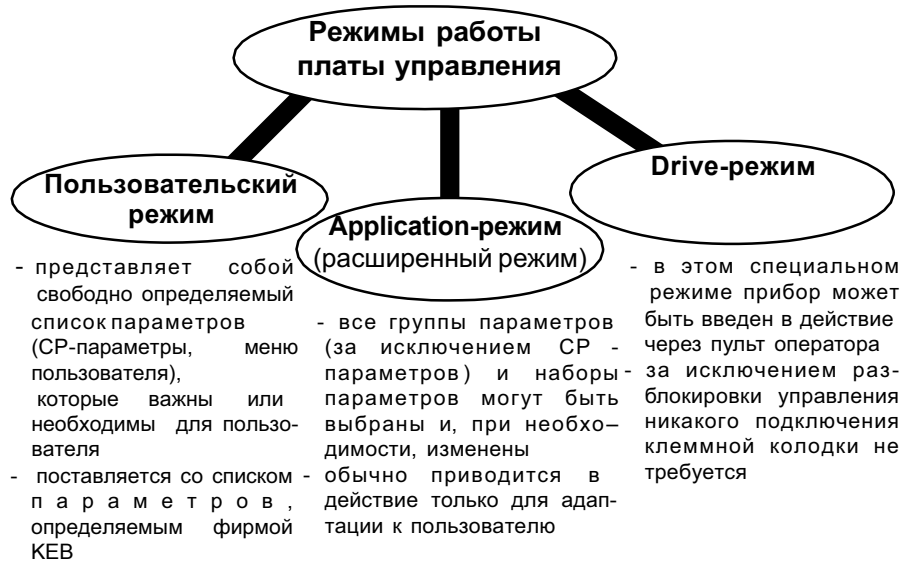 Режимы работы
платы управления
Пользовательский
режим
Application-режим
(расширенный режим)
Drive-режим
- представляет собой
свободно определяемый
список параметров
(CP-параметры, меню
пользователя),
которые важны или
необходимы для пользо-
вателя
- поставляется со списком
параметров,
определяемым фирмой
KEB
- все группы параметров
(за исключением CP -
параметров) и наборы
параметров могут быть
выбраны и, при необхо–
димости, изменены
- обычно приводится в
действие только для адап-
тации к пользователю
- в этом специальном
режиме прибор может
быть введен в действие
через пульт оператора
- за исключением раз-
блокировки управления
никакого подключения
клеммной колодки не
требуется